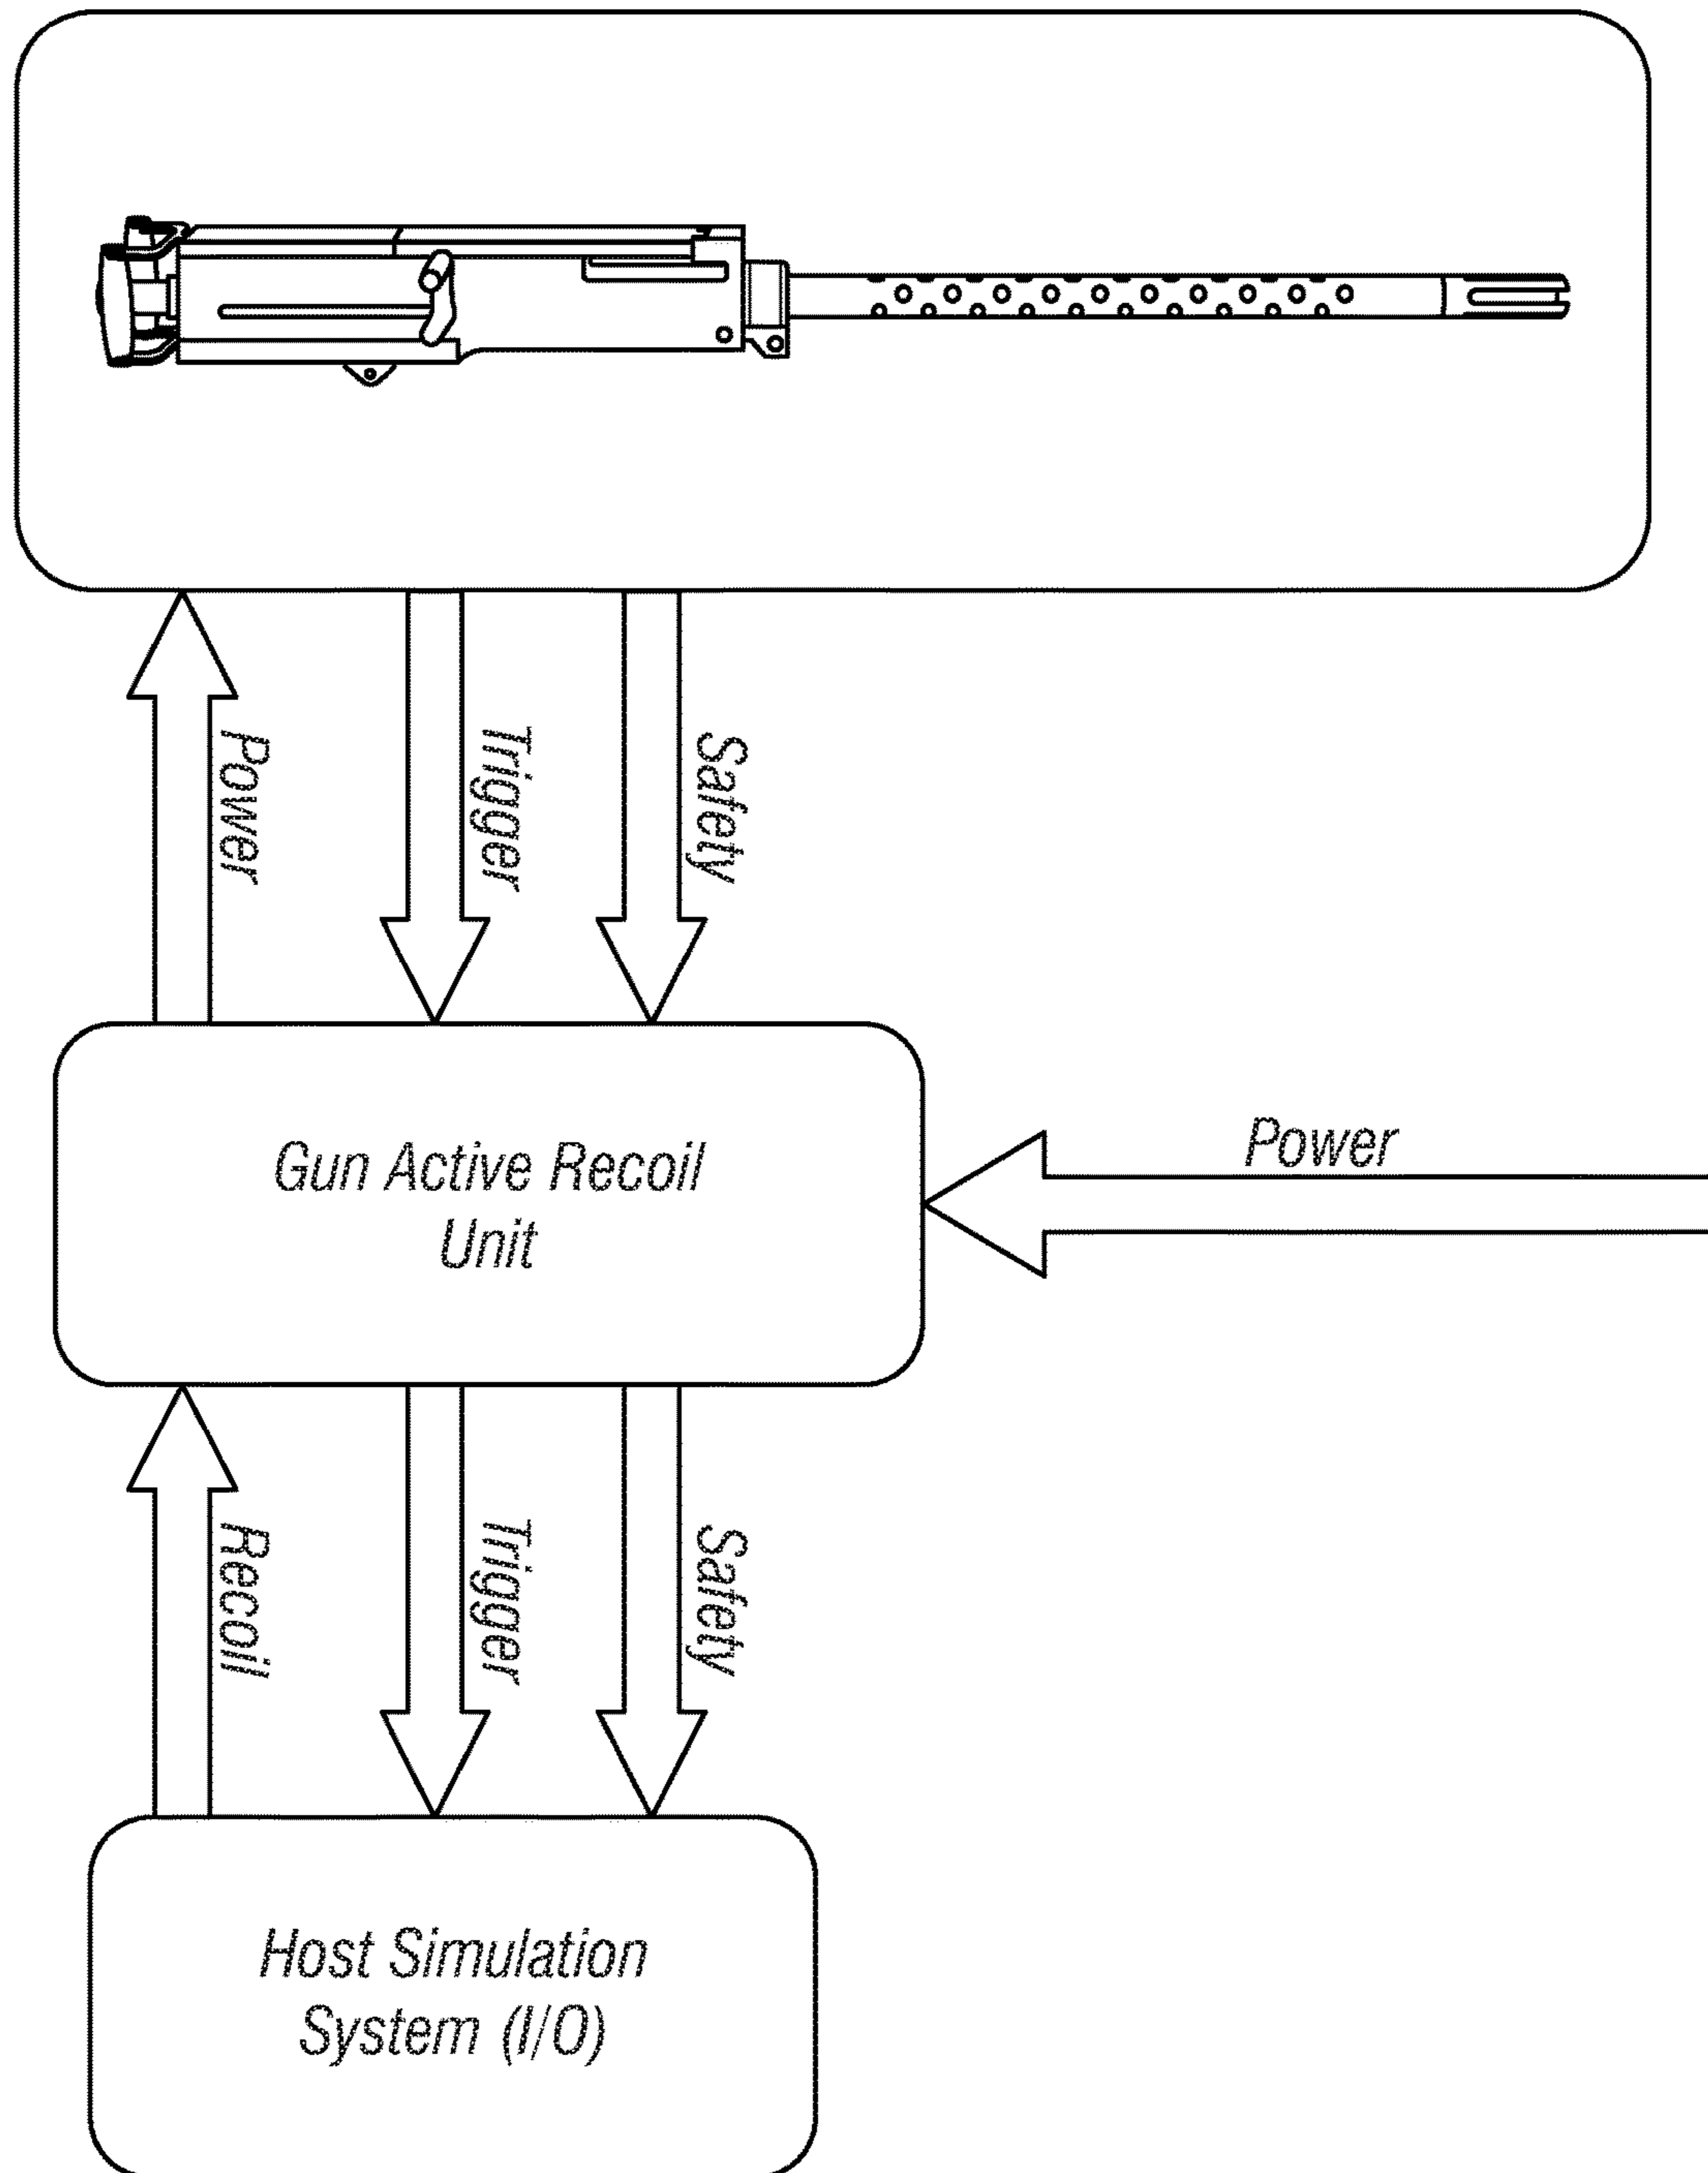 Power
Trigger
Safety
Gun Active Recoil
Unit
Power
Recoil
Trigger
Safety
Host Simulation
System (I/O)